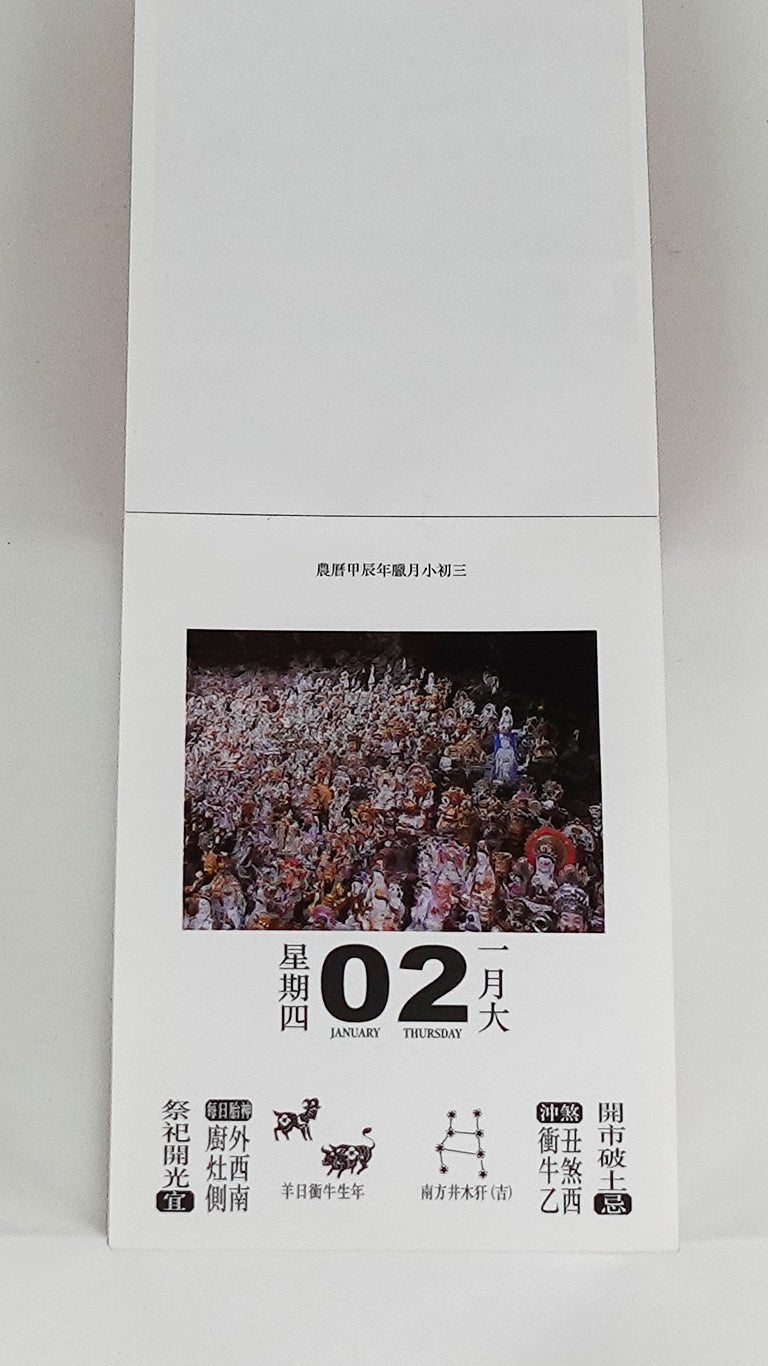 農曆甲辰年臘月小初三
星期四
02
一月大
JANUARY THURSDAY
祭祀開光
宜
每日胎神
外西南
廚灶側
羊日衝牛生年
南方井木犴(吉)
沖煞
丑煞西
衝牛乙
開市破土
忌